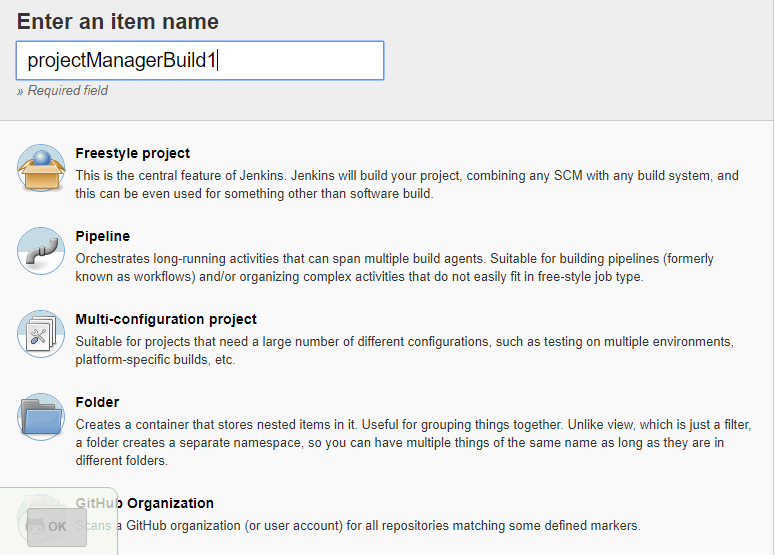 Enter an item name
projectManagerBuild1
» Required field
Freestyle project
This is the central feature of Jenkins. Jenkins will build your project, combining any SCM with any build system, and
this can be even used for something other than software build.
Pipeline
Orchestrates long-running activities that can span multiple build agents. Suitable for building pipelines (formerly
known as workflows) and/or organizing complex activities that do not easily fit in free-style job type.
Multi-configuration project
Suitable for projects that need a large number of different configurations, such as testing on multiple environments,
platform-specific builds, etc.
Folder
Creates a container that stores nested items in it. Useful for grouping things together. Unlike view, which is just a filter,
a folder creates a separate namespace, so you can have multiple things of the same name as long as they are in
different folders.
GitHub Organization
Scans a GitHub organization (or user account) for all repositories matching some defined markers.
OK